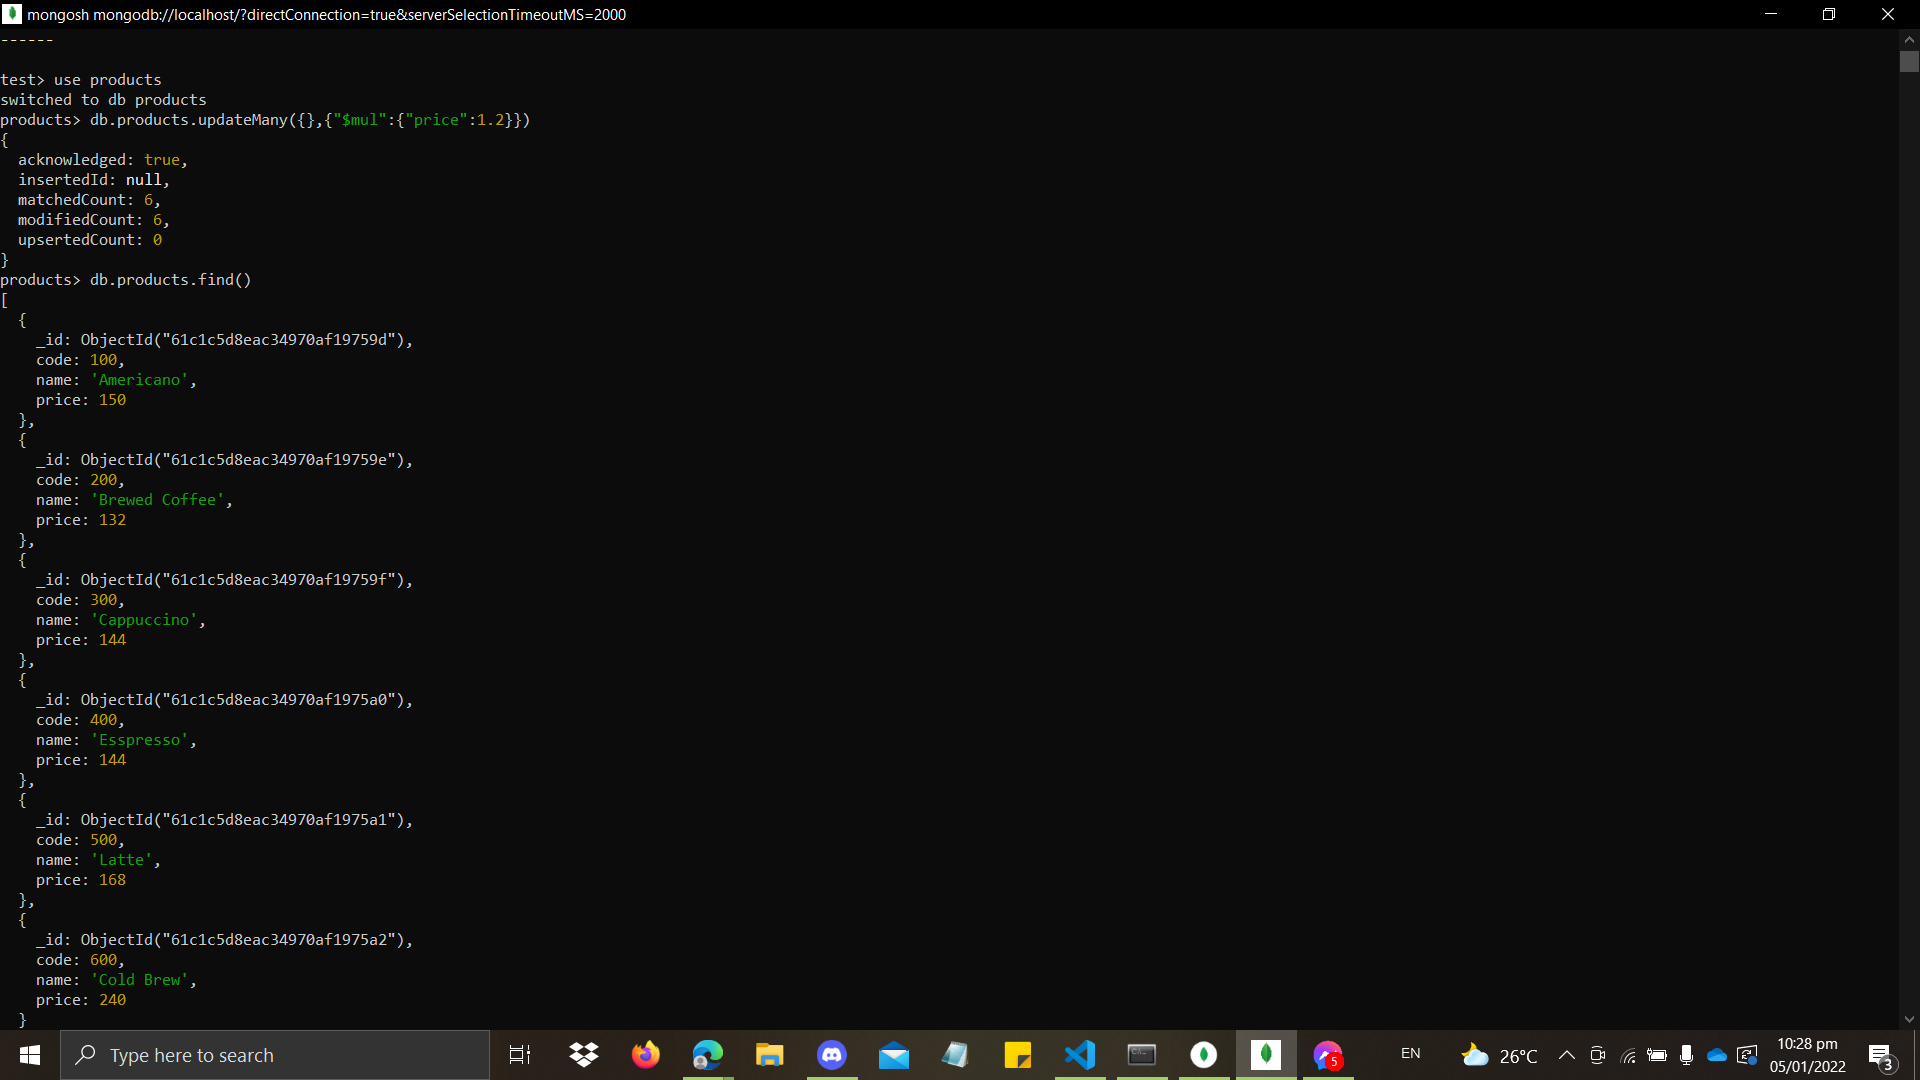 mongosh mongodb://localhost/?directConnection=true&serverSelectionTimeoutMS=2000
------
test> use products
switched to db products
products> db.products.updateMany({},{"$mul":{"price":1.2}})
{
  acknowledged: true,
  insertedId: null,
  matchedCount: 6,
  modifiedCount: 6,
  upsertedCount: 0
}
products> db.products.find()
[
  {
    _id: ObjectId("61c1c5d8eac34970af19759d"),
    code: 100,
    name: 'Americano',
    price: 150
  },
  {
    _id: ObjectId("61c1c5d8eac34970af19759e"),
    code: 200,
    name: 'Brewed Coffee',
    price: 132
  },
  {
    _id: ObjectId("61c1c5d8eac34970af19759f"),
    code: 300,
    name: 'Cappuccino',
    price: 144
  },
  {
    _id: ObjectId("61c1c5d8eac34970af1975a0"),
    code: 400,
    name: 'Esspresso',
    price: 144
  },
  {
    _id: ObjectId("61c1c5d8eac34970af1975a1"),
    code: 500,
    name: 'Latte',
    price: 168
  },
  {
    _id: ObjectId("61c1c5d8eac34970af1975a2"),
    code: 600,
    name: 'Cold Brew',
    price: 240
  }
Type here to search
5
EN
26°C
10:28 pm
05/01/2022
3